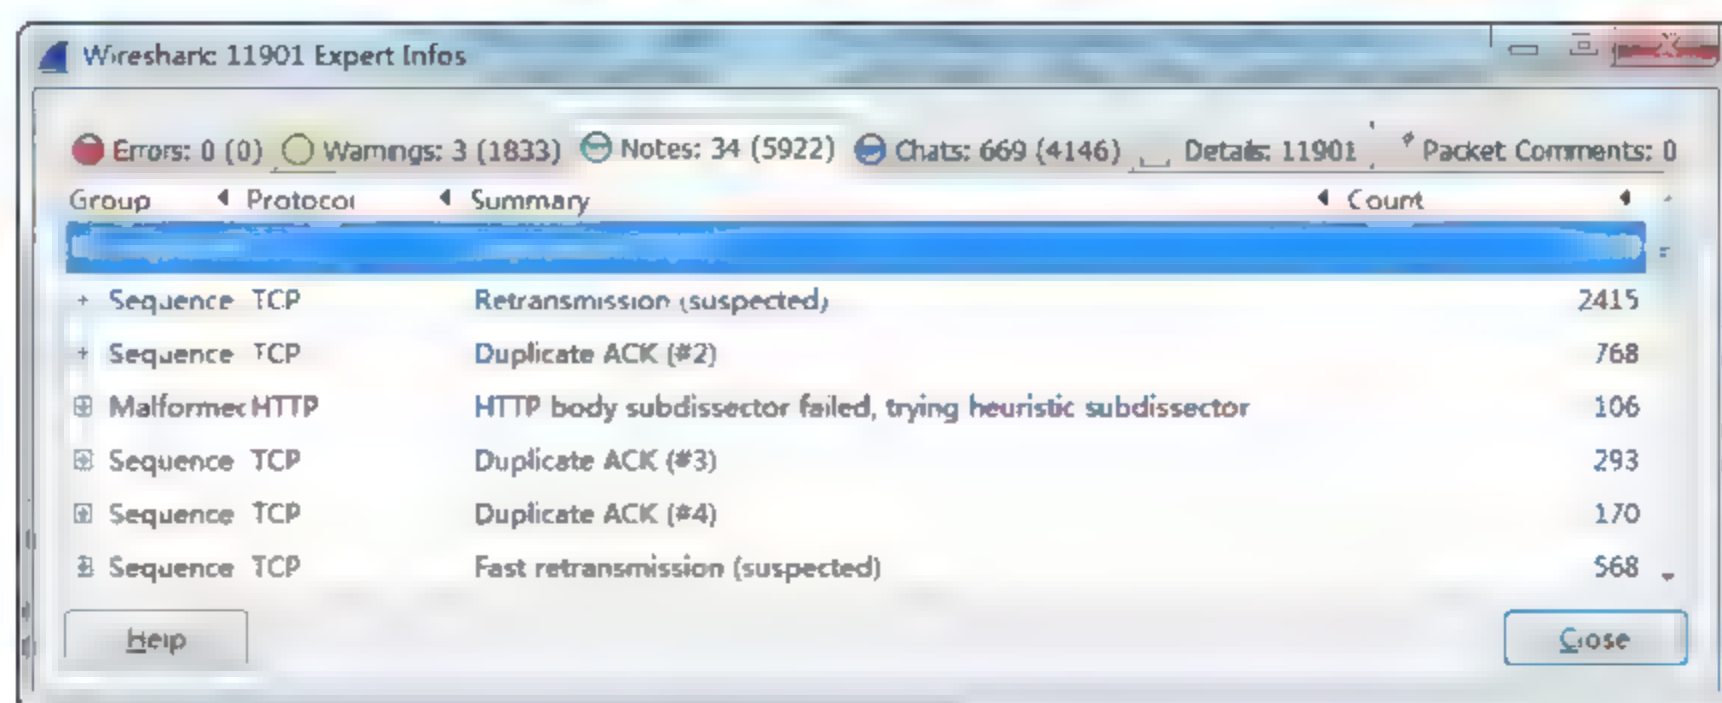 Wireshark: 11901 Expert Infos
Errors: 0 (0) Warnings: 3 (1833) Notes: 34 (5922) Chats: 669 (4146) Details: 11901 Packet Comments: 0
Group Protocol Summary Count
Sequence TCP Retransmission (suspected) 2415
Sequence TCP Duplicate ACK (#2) 768
Malformed HTTP HTTP body subdissector failed, trying heuristic subdissector 106
Sequence TCP Duplicate ACK (#3) 293
Sequence TCP Duplicate ACK (#4) 170
Sequence TCP Fast retransmission (suspected) 568
Help Close